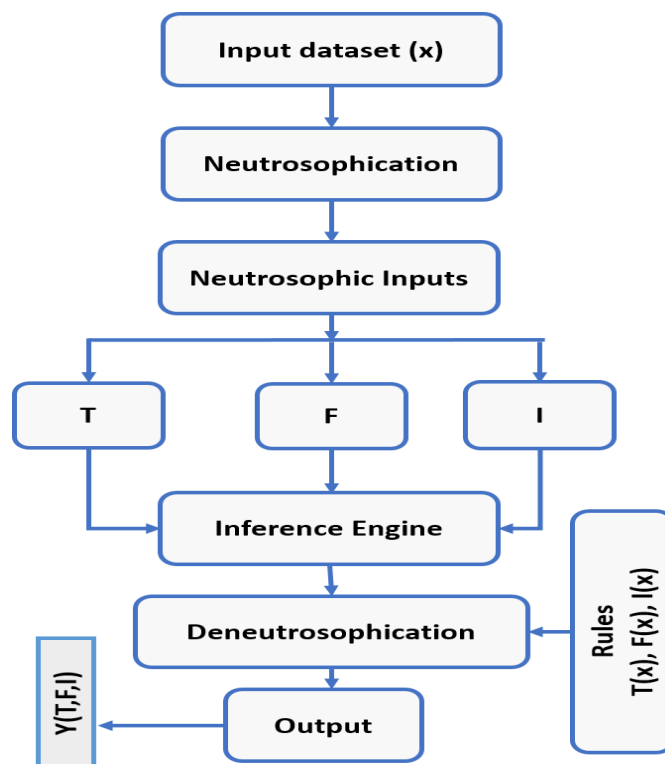 Input dataset (x)
Neutrosophication
Neutrosophic Inputs
T
F
I
Inference Engine
Rules
T(x), F(x), I(x)
Deneutrosophication
Output
Y(T,F,I)